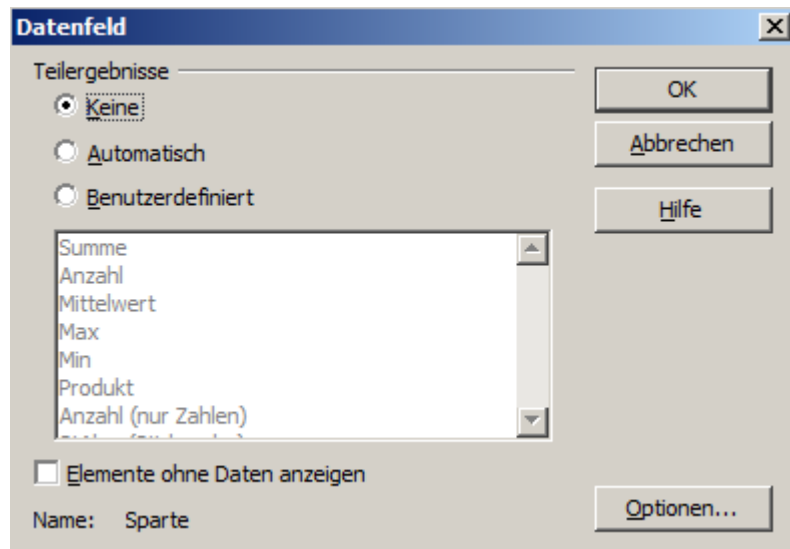 Datenfeld
Teilergebnisse
Keine
Automatisch
Benutzerdefiniert
Summe
Anzahl
Mittelwert
Max
Min
Produkt
Anzahl (nur Zahlen)
Elemente ohne Daten anzeigen
Name: Sparte
OK
Abbrechen
Hilfe
Optionen...